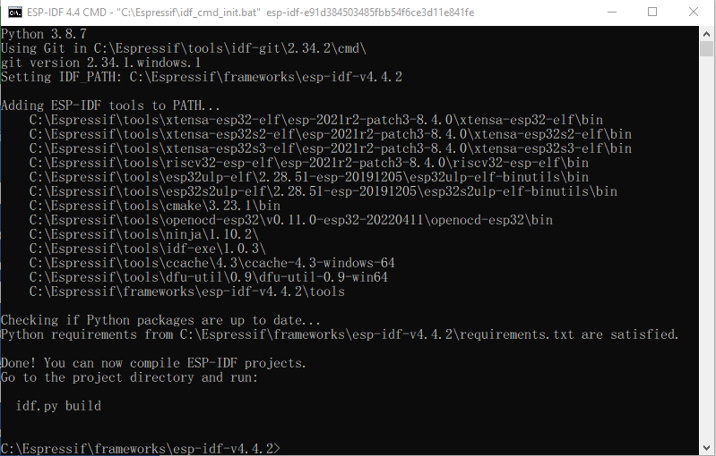 ESP-IDF 4.4 CMD - "C:\Espressif\idf_cmd_init.bat" esp-idf-e91d384503485fbb54f6ce3d11e841fe
Python 3.8.7
Using Git in C:\Espressif\tools\idf-git\2.34.2\cmd\
git version 2.34.1.windows.1
Setting IDF_PATH: C:\Espressif\frameworks\esp-idf-v4.4.2
Adding ESP-IDF tools to PATH...
C:\Espressif\tools\xtensa-esp32-elf\esp-2021r2-patch3-8.4.0\xtensa-esp32-elf\bin
C:\Espressif\tools\xtensa-esp32s2-elf\esp-2021r2-patch3-8.4.0\xtensa-esp32s2-elf\bin
C:\Espressif\tools\xtensa-esp32s3-elf\esp-2021r2-patch3-8.4.0\xtensa-esp32s3-elf\bin
C:\Espressif\tools\riscv32-esp-elf\esp-2021r2-patch3-8.4.0\riscv32-esp-elf\bin
C:\Espressif\tools\esp32ulp-elf\2.28.51-esp-20191205\esp32ulp-elf-binutils\bin
C:\Espressif\tools\esp32s2ulp-elf\2.28.51-esp-20191205\esp32s2ulp-elf-binutils\bin
C:\Espressif\tools\cmake\3.23.1\bin
C:\Espressif\tools\openocd-esp32\v0.11.0-esp32-20220411\openocd-esp32\bin
C:\Espressif\tools\ninja\1.10.2\
C:\Espressif\tools\idf-exe\1.0.3\
C:\Espressif\tools\ccache\4.3\ccache-4.3-windows-64
C:\Espressif\tools\dfu-util\0.9\dfu-util-0.9-win64
C:\Espressif\frameworks\esp-idf-v4.4.2\tools
Checking if Python packages are up to date...
Python requirements from C:\Espressif\frameworks\esp-idf-v4.4.2\requirements.txt are satisfied.
Done! You can now compile ESP-IDF projects.
Go to the project directory and run:
idf.py build
C:\Espressif\frameworks\esp-idf-v4.4.2>